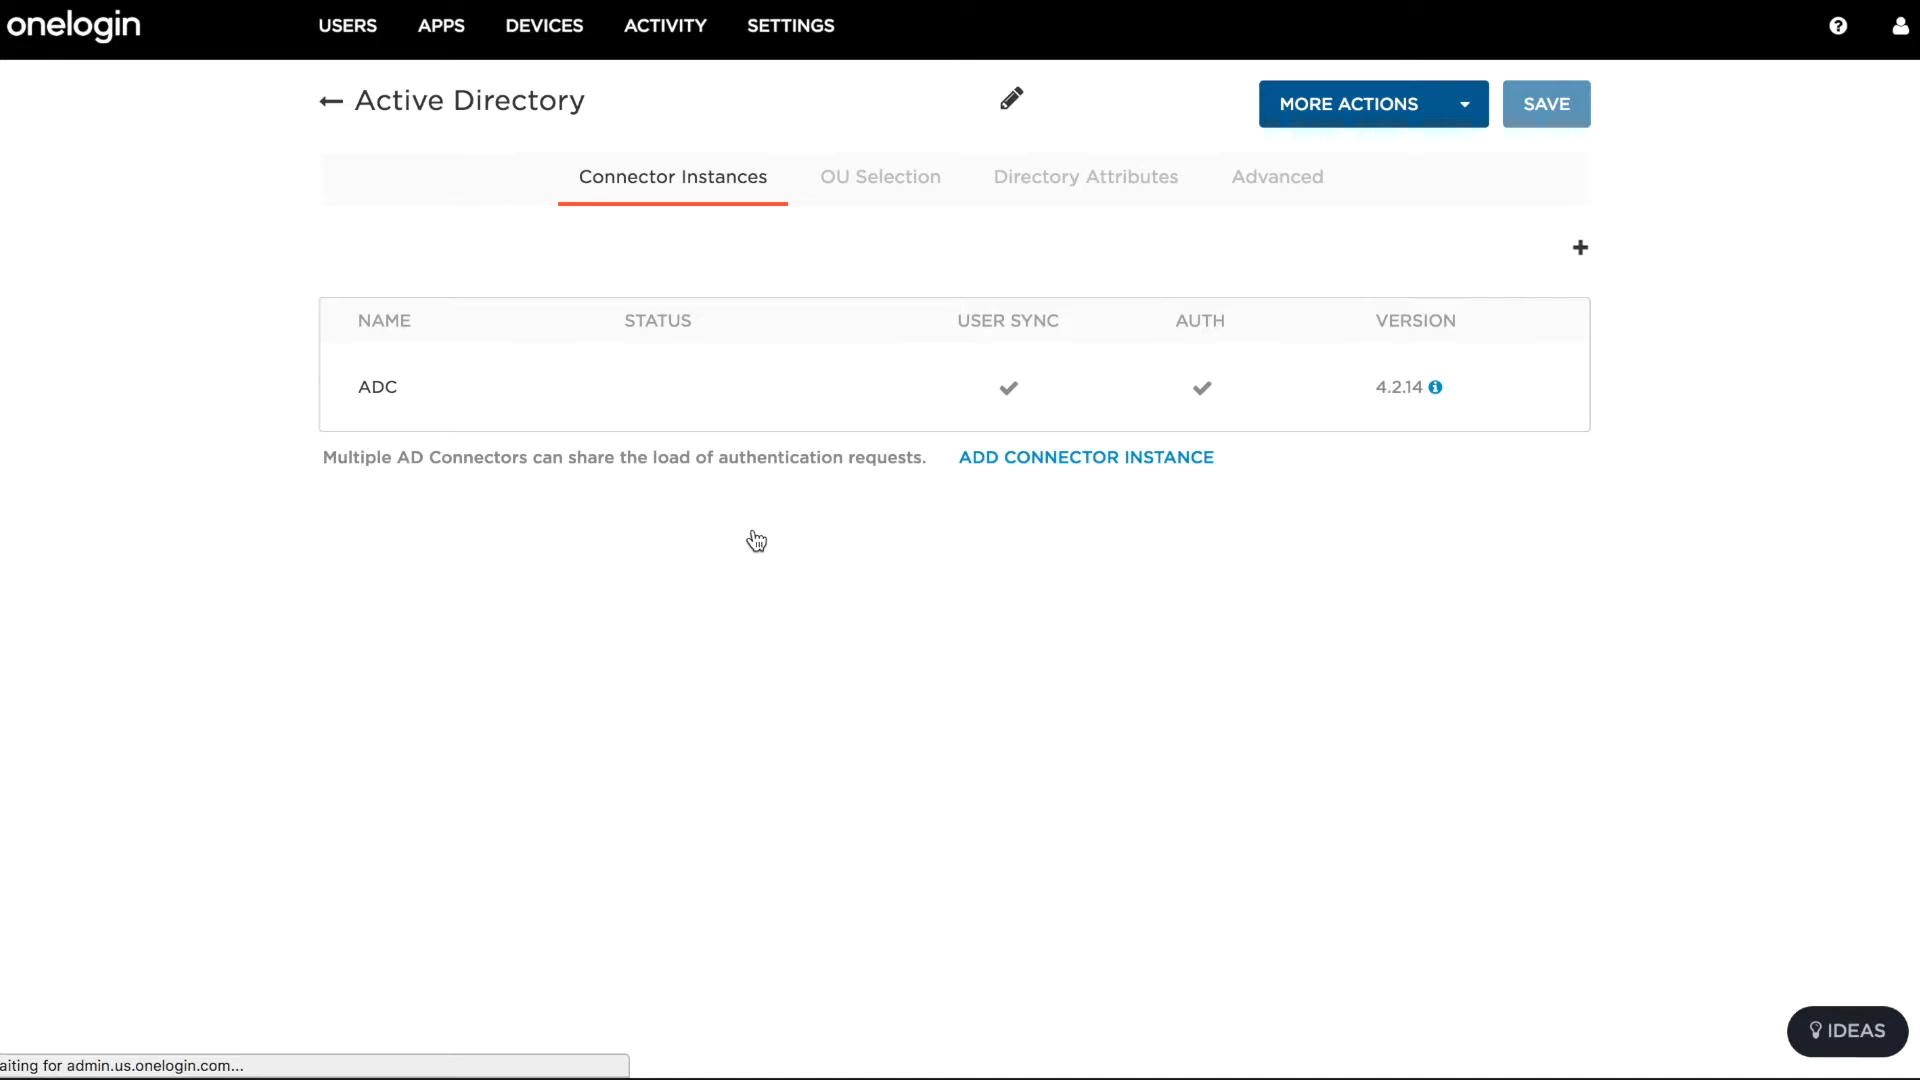 onelogin
USERS APPS DEVICES ACTIVITY SETTINGS
Active Directory
MORE ACTIONS
SAVE
Connector Instances OU Selection Directory Attributes Advanced
NAME STATUS USER SYNC AUTH VERSION
ADC 4.2.14
Multiple AD Connectors can share the load of authentication requests. ADD CONNECTOR INSTANCE
IDEAS
aiting for admin.us.onelogin.com...